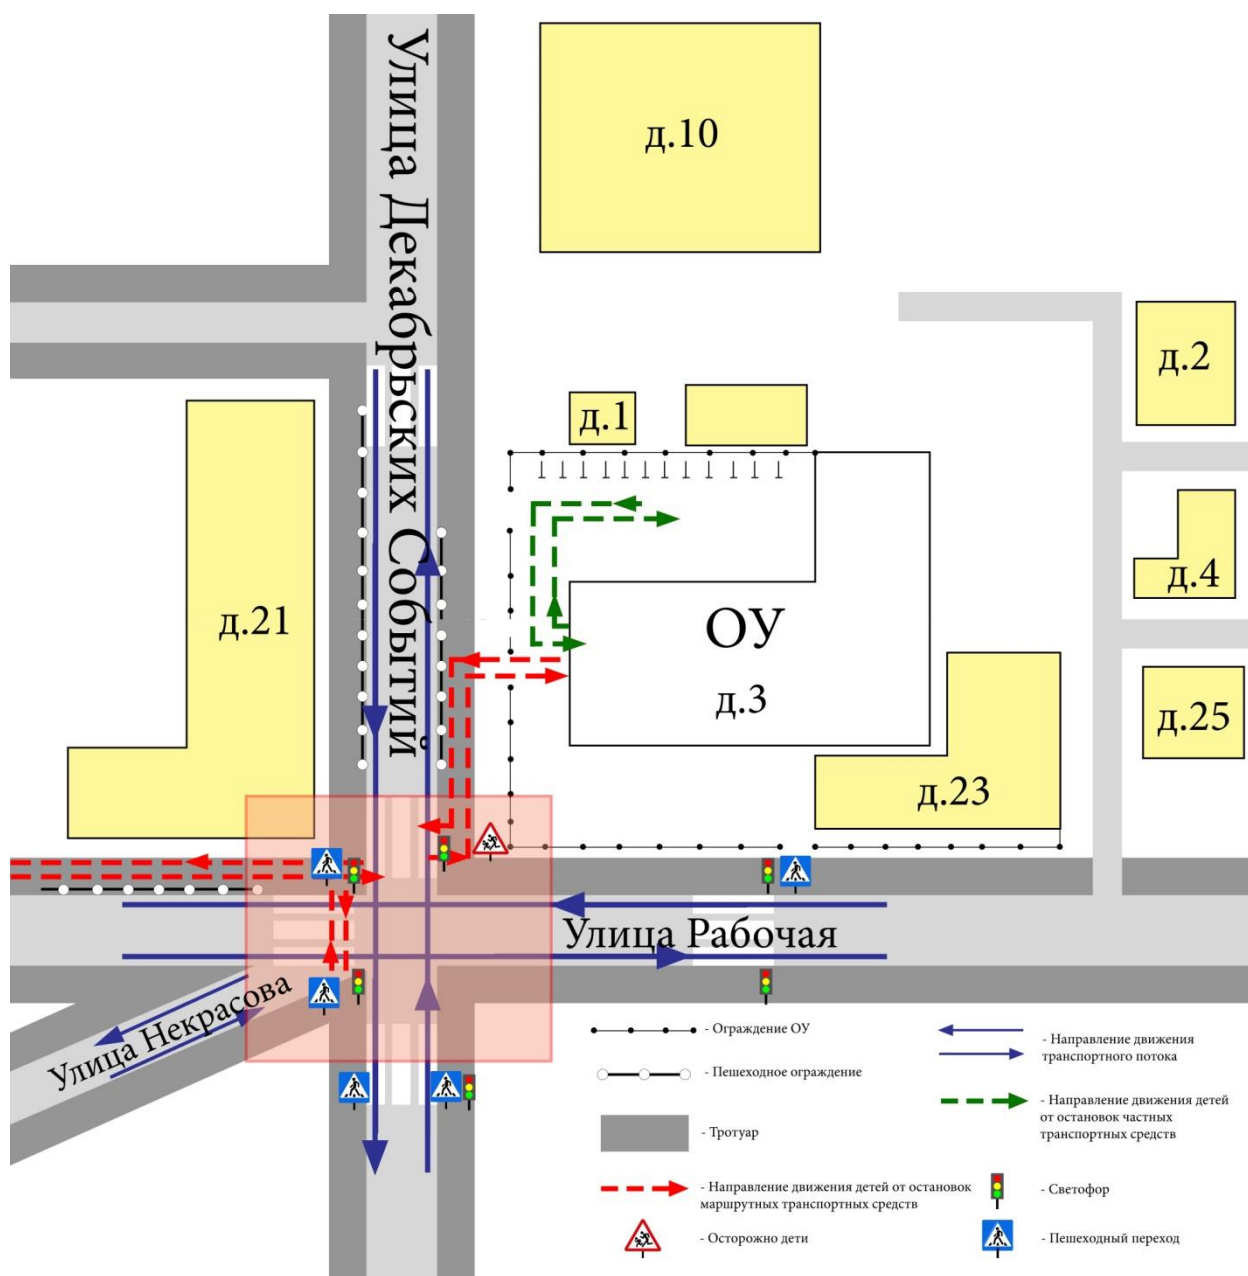 Улица Декабрьских Событий
д.10
д.2
д.1
д.4
д.21
ОУ
д.3
д.25
д.23
Улица Рабочая
Улица Некрасова
- Ограждение ОУ
- Пешеходное ограждение
- Тротуар
- Направление движения детей от остановок
маршрутных транспортных средств
- Осторожно дети
- Направление движения
транспортного потока
- Направление движения детей
от остановок частных
транспортных средств
- Светофор
- Пешеходный переход